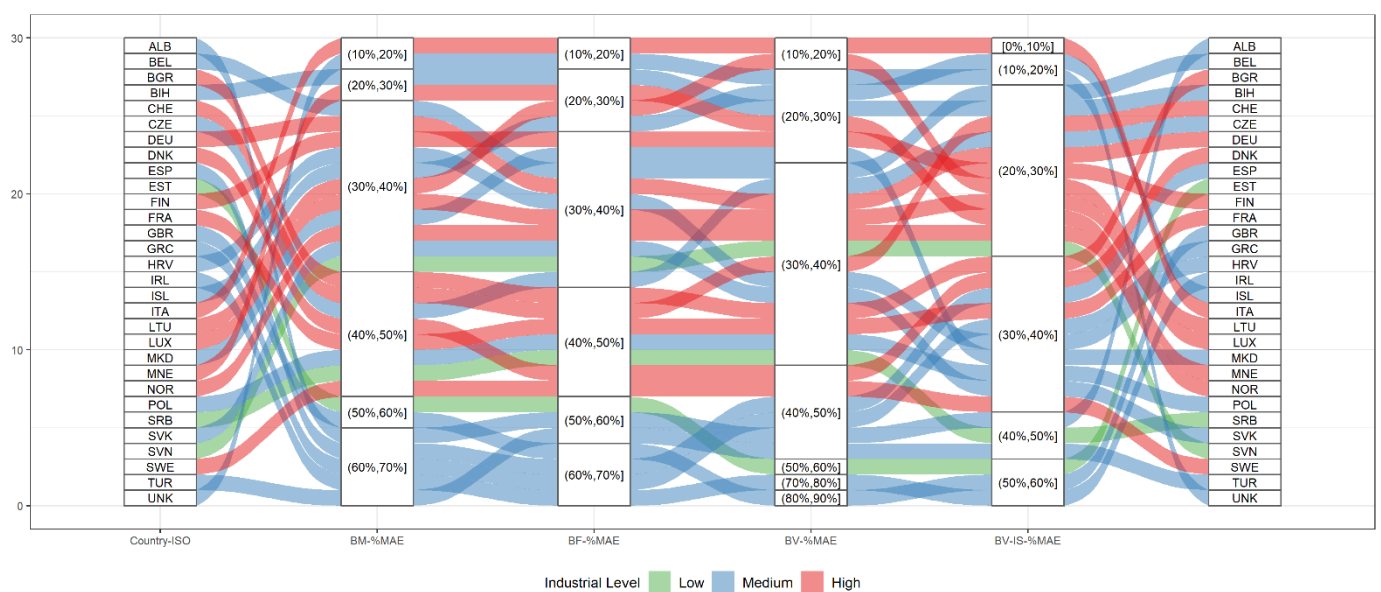 30
20
10
0
ALB
BEL
BGR
BIH
CHE
CZE
DEU
DNK
ESP
EST
FIN
FRA
GBR
GRC
HRV
IRL
ISL
ITA
LTU
LUX
MKD
MNE
NOR
POL
SRB
SVK
SVN
SWE
TUR
UNK
(10%,20%]
(20%,30%]
(30%,40%]
(40%,50%]
(50%,60%]
(60%,70%]
(10%,20%]
(20%,30%]
(30%,40%]
(40%,50%]
(50%,60%]
(60%,70%]
(10%,20%]
(20%,30%]
(30%,40%]
(40%,50%]
(50%,60%]
(70%,80%]
(80%,90%]
[0%,10%]
(10%,20%]
(20%,30%]
(30%,40%]
(40%,50%]
(50%,60%]
ALB
BEL
BGR
BIH
CHE
CZE
DEU
DNK
ESP
EST
FIN
FRA
GBR
GRC
HRV
IRL
ISL
ITA
LTU
LUX
MKD
MNE
NOR
POL
SRB
SVK
SVN
SWE
TUR
UNK
Country-ISO BM-%MAE BF-%MAE BV-%MAE BV-IS-%MAE
Industrial Level Low Medium High